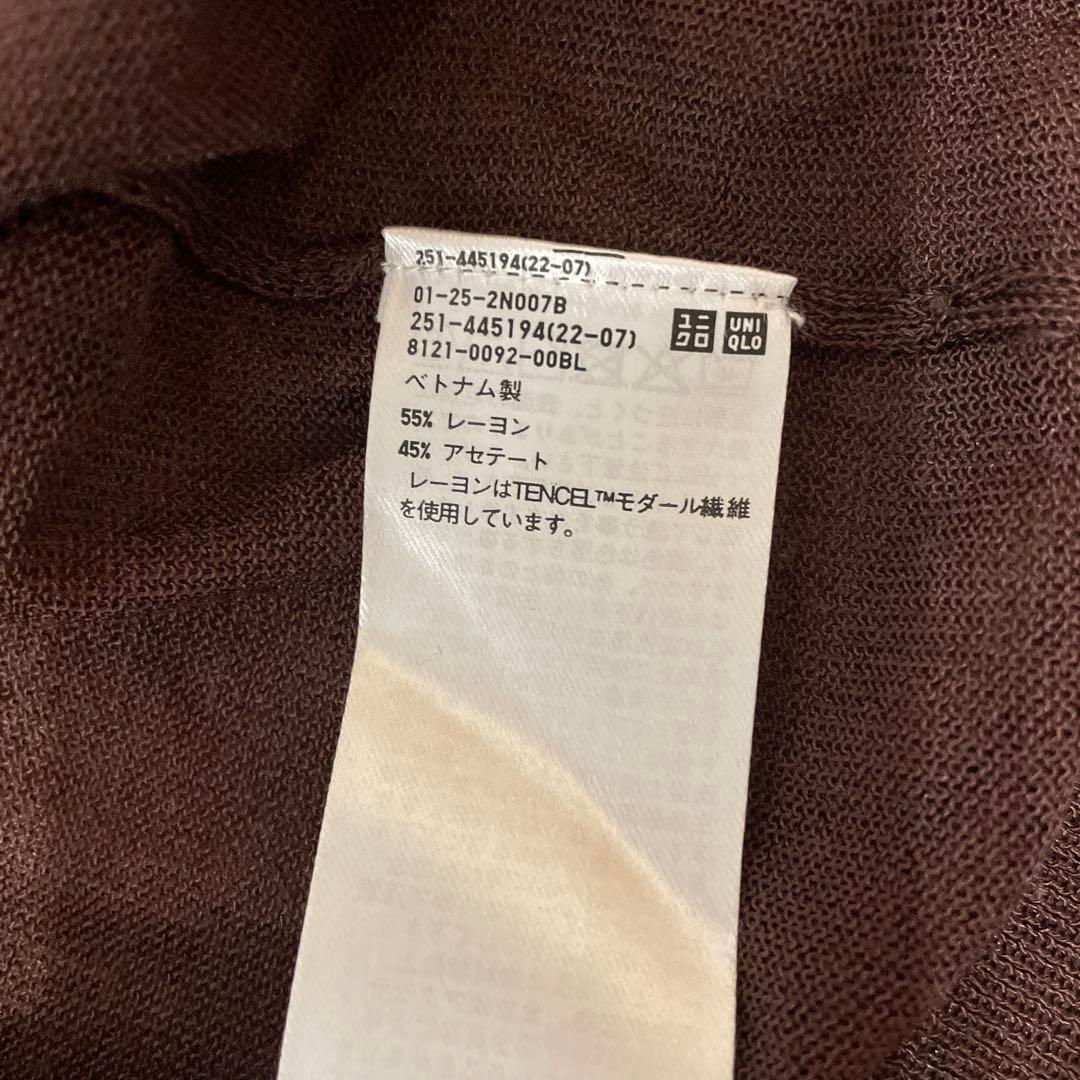 251-445194(22-07)
01-25-2N007B
251-445194(22-07)
8121-0092-00BL
ユニクロ
UNIQLO
ベトナム製
55% レーヨン
45% アセテート
レーヨンはTENCEL™モダール繊維
を使用しています。